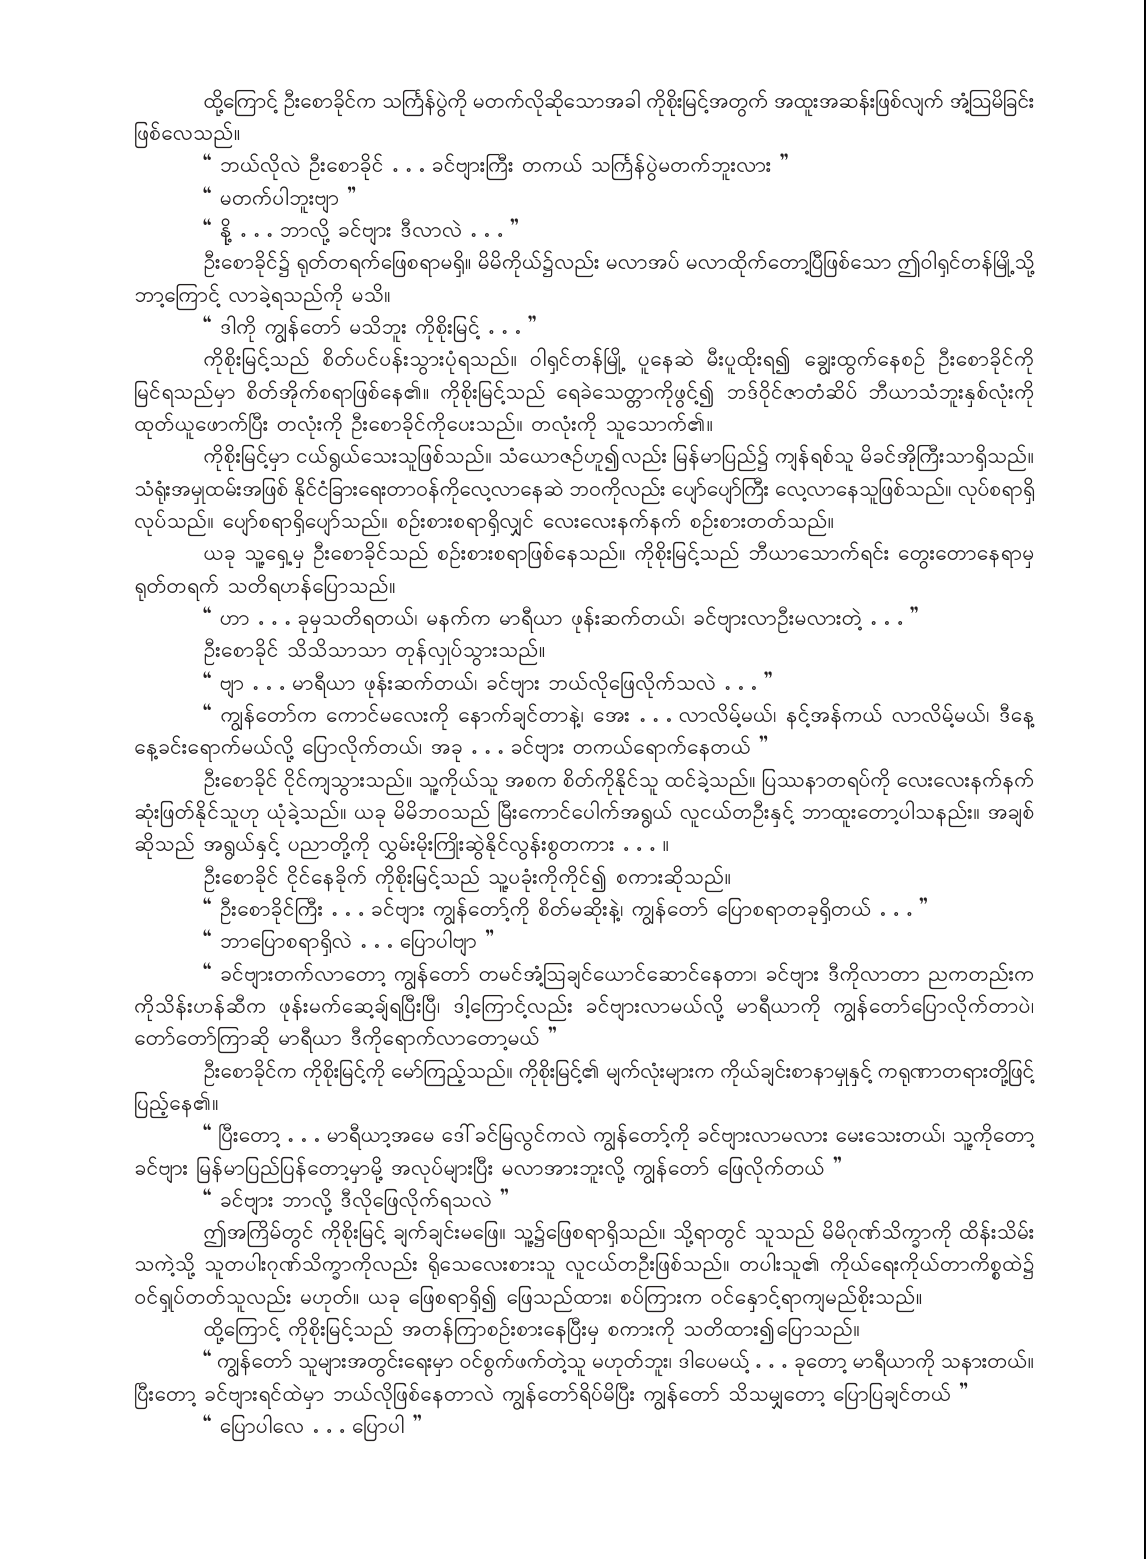 ထို့ကြောင့် ဦးစောခိုင်က သင်္ကြန်ပွဲကို မတက်လိုဆိုသောအခါ ကိုစိုးမြင့်အတွက် အထူးအဆန်းဖြစ်လျက် အံ့ဩမိခြင်း
ဖြစ်လေသည်။
“ ဘယ်လိုလဲ ဦးစောခိုင် . . . ခင်ဗျားကြီး တကယ် သင်္ကြန်ပွဲမတက်ဘူးလား ”
“ မတက်ပါဘူးဗျာ ”
“ နို့ . . . ဘာလို့ ခင်ဗျား ဒီလာလဲ . . . ”
ဦးစောခိုင်၌ ရုတ်တရက်ဖြေစရာမရှိ။ မိမိကိုယ်၌လည်း မလာအပ် မလာထိုက်တော့ပြီဖြစ်သော ဤဝါရှင်တန်မြို့သို့
ဘာ့ကြောင့် လာခဲ့ရသည်ကို မသိ။
“ ဒါကို ကျွန်တော် မသိဘူး ကိုစိုးမြင့် . . . ”
ကိုစိုးမြင့်သည် စိတ်ပင်ပန်းသွားပုံရသည်။ ဝါရှင်တန်မြို့ ပူနေဆဲ မီးပူထိုးရ၍ ချွေးထွက်နေစဉ် ဦးစောခိုင်ကို
မြင်ရသည်မှာ စိတ်အိုက်စရာဖြစ်နေ၏။ ကိုစိုးမြင့်သည် ရေခဲသေတ္တာကိုဖွင့်၍ ဘဒ်ဝိုင်ဇာတံဆိပ် ဘီယာသံဘူးနှစ်လုံးကို
ထုတ်ယူဖောက်ပြီး တလုံးကို ဦးစောခိုင်ကိုပေးသည်။ တလုံးကို သူသောက်၏။
ကိုစိုးမြင့်မှာ ငယ်ရွယ်သေးသူဖြစ်သည်။ သံယောဇဉ်ဟူ၍လည်း မြန်မာပြည်၌ ကျန်ရစ်သူ မိခင်အိုကြီးသာရှိသည်။
သံရုံးအမှုထမ်းအဖြစ် နိုင်ငံခြားရေးတာဝန်ကိုလေ့လာနေဆဲ ဘဝကိုလည်း ပျော်ပျော်ကြီး လေ့လာနေသူဖြစ်သည်။ လုပ်စရာရှိ
လုပ်သည်။ ပျော်စရာရှိပျော်သည်။ စဉ်းစားစရာရှိလျှင် လေးလေးနက်နက် စဉ်းစားတတ်သည်။
ယခု သူ့ရှေ့မှ ဦးစောခိုင်သည် စဉ်းစားစရာဖြစ်နေသည်။ ကိုစိုးမြင့်သည် ဘီယာသောက်ရင်း တွေးတောနေရာမှ
ရုတ်တရက် သတိရဟန်ပြောသည်။
“ ဟာ . . . ခုမှသတိရတယ်၊ မနက်က မာရီယာ ဖုန်းဆက်တယ်၊ ခင်ဗျားလာဦးမလားတဲ့ . . . ”
ဦးစောခိုင် သိသိသာသာ တုန်လှုပ်သွားသည်။
“ ဗျာ . . . မာရီယာ ဖုန်းဆက်တယ်၊ ခင်ဗျား ဘယ်လိုဖြေလိုက်သလဲ . . . ”
“ ကျွန်တော်က ကောင်မလေးကို နောက်ချင်တာနဲ့၊ အေး . . . လာလိမ့်မယ်၊ နင့်အန်ကယ် လာလိမ့်မယ်၊ ဒီနေ့
နေ့ခင်းရောက်မယ်လို့ ပြောလိုက်တယ်၊ အခု . . . ခင်ဗျား တကယ်ရောက်နေတယ် ”
ဦးစောခိုင် ငိုင်ကျသွားသည်။ သူ့ကိုယ်သူ အစက စိတ်ကိုနိုင်သူ ထင်ခဲ့သည်။ ပြဿနာတရပ်ကို လေးလေးနက်နက်
ဆုံးဖြတ်နိုင်သူဟု ယုံခဲ့သည်။ ယခု မိမိဘဝသည် မြီးကောင်ပေါက်အရွယ် လူငယ်တဦးနှင့် ဘာထူးတော့ပါသနည်း။ အချစ်
ဆိုသည် အရွယ်နှင့် ပညာတို့ကို လွှမ်းမိုးကြိုးဆွဲနိုင်လွန်းစွတကား . . . ။
ဦးစောခိုင် ငိုင်နေခိုက် ကိုစိုးမြင့်သည် သူ့ပခုံးကိုကိုင်၍ စကားဆိုသည်။
“ ဦးစောခိုင်ကြီး . . . ခင်ဗျား ကျွန်တော့်ကို စိတ်မဆိုးနဲ့၊ ကျွန်တော် ပြောစရာတခုရှိတယ် . . . ”
“ ဘာပြောစရာရှိလဲ . . . ပြောပါဗျာ ”
“ ခင်ဗျားတက်လာတော့ ကျွန်တော် တမင်အံ့ဩချင်ယောင်ဆောင်နေတာ၊ ခင်ဗျား ဒီကိုလာတာ ညကတည်းက
ကိုသိန်းဟန်ဆီက ဖုန်းမက်ဆေ့ချ်ရပြီးပြီ၊ ဒါ့ကြောင့်လည်း ခင်ဗျားလာမယ်လို့ မာရီယာကို ကျွန်တော်ပြောလိုက်တာပဲ၊
တော်တော်ကြာဆို မာရီယာ ဒီကိုရောက်လာတော့မယ် ”
ဦးစောခိုင်က ကိုစိုးမြင့်ကို မော်ကြည့်သည်။ ကိုစိုးမြင့်၏ မျက်လုံးများက ကိုယ်ချင်းစာနာမှုနှင့် ကရုဏာတရားတို့ဖြင့်
ပြည့်နေ၏။
“ ပြီးတော့ . . . မာရီယာ့အမေ ဒေါ်ခင်မြလွင်ကလဲ ကျွန်တော့်ကို ခင်ဗျားလာမလား မေးသေးတယ်၊ သူ့ကိုတော့
ခင်ဗျား မြန်မာပြည်ပြန်တော့မှာမို့ အလုပ်များပြီး မလာအားဘူးလို့ ကျွန်တော် ဖြေလိုက်တယ် ”
“ ခင်ဗျား ဘာလို့ ဒီလိုဖြေလိုက်ရသလဲ ”
ဤအကြိမ်တွင် ကိုစိုးမြင့် ချက်ချင်းမဖြေ။ သူ့၌ဖြေစရာရှိသည်။ သို့ရာတွင် သူသည် မိမိဂုဏ်သိက္ခာကို ထိန်းသိမ်း
သကဲ့သို့ သူတပါးဂုဏ်သိက္ခာကိုလည်း ရိုသေလေးစားသူ လူငယ်တဦးဖြစ်သည်။ တပါးသူ၏ ကိုယ်ရေးကိုယ်တာကိစ္စထဲ၌
ဝင်ရှုပ်တတ်သူလည်း မဟုတ်။ ယခု ဖြေစရာရှိ၍ ဖြေသည်ထား၊ စပ်ကြားက ဝင်နှောင့်ရာကျမည်စိုးသည်။
ထို့ကြောင့် ကိုစိုးမြင့်သည် အတန်ကြာစဉ်းစားနေပြီးမှ စကားကို သတိထား၍ပြောသည်။
“ ကျွန်တော် သူများအတွင်းရေးမှာ ဝင်စွက်ဖက်တဲ့သူ မဟုတ်ဘူး၊ ဒါပေမယ့် . . . ခုတော့ မာရီယာကို သနားတယ်။
ပြီးတော့ ခင်ဗျားရင်ထဲမှာ ဘယ်လိုဖြစ်နေတာလဲ ကျွန်တော်ရိပ်မိပြီး ကျွန်တော် သိသမျှတော့ ပြောပြချင်တယ် ”
“ ပြောပါလေ . . . ပြောပါ ”